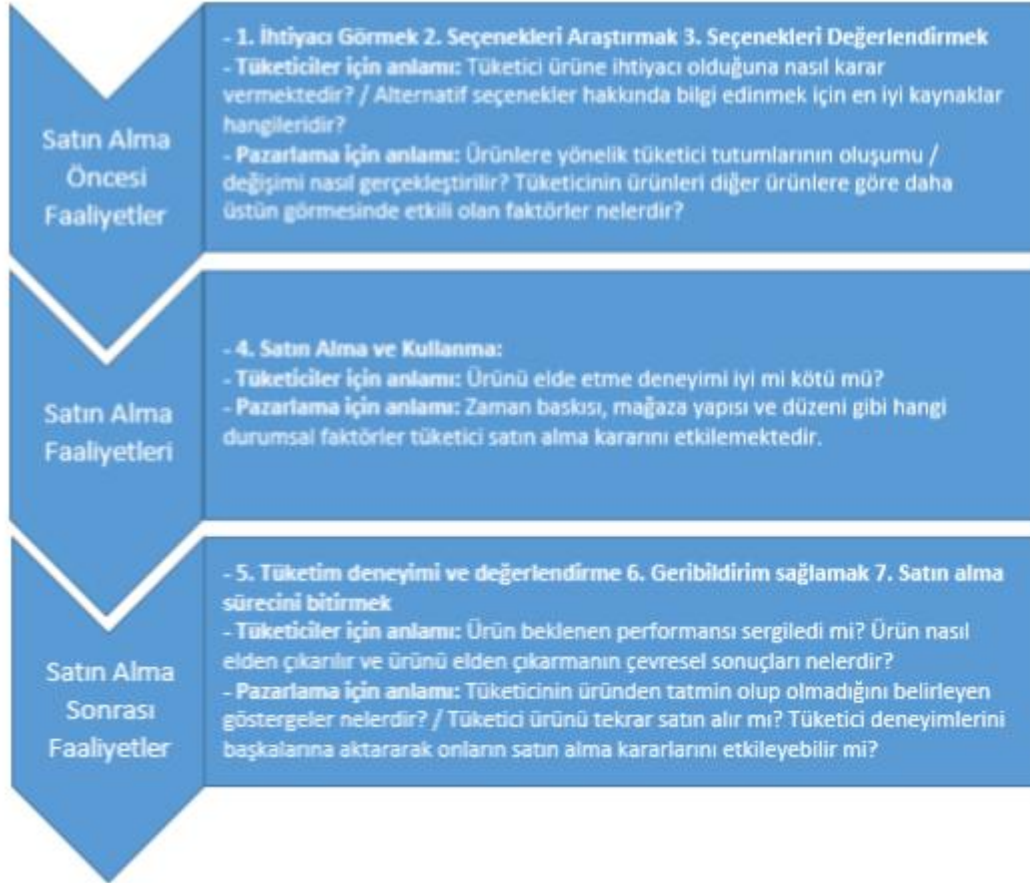 Satın Alma
Öncesi
Faaliyetler
- 1. İhtiyacı Görmek 2. Seçenekleri Araştırmak 3. Seçenekleri Değerlendirmek
- Tüketiciler için anlamı: Tüketici ürüne ihtiyacı olduğuna nasıl karar
vermektedir? / Alternatif seçenekler hakkında bilgi edinmek için en iyi kaynaklar
hangileridir?
- Pazarlama için anlamı: Ürünlere yönelik tüketici tutumlarının oluşumu /
değişimi nasıl gerçekleştirilir? Tüketicinin ürünleri diğer ürünlere göre daha
üstün görmesinde etkili olan faktörler nelerdir?
Satın Alma
Faaliyetleri
- 4. Satın Alma ve Kullanma:
- Tüketiciler için anlamı: Ürünü elde etme deneyimi iyi mi kötü mü?
- Pazarlama için anlamı: Zaman baskısı, mağaza yapısı ve düzeni gibi hangi
durumsal faktörler tüketici satın alma kararını etkilemektedir.
Satın Alma
Sonrası
Faaliyetler
- 5. Tüketim deneyimi ve değerlendirme 6. Geribildirim sağlamak 7. Satın alma
sürecini bitirmek
- Tüketiciler için anlamı: Ürün beklenen performansı sergiledi mi? Ürün nasıl
elden çıkarılır ve ürünü elden çıkarmanın çevresel sonuçları nelerdir?
- Pazarlama için anlamı: Tüketicinin üründen tatmin olup olmadığını belirleyen
göstergeler nelerdir? / Tüketici ürünü tekrar satın alır mı? Tüketici deneyimlerini
başkalarına aktararak onların satın alma kararlarını etkileyebilir mi?